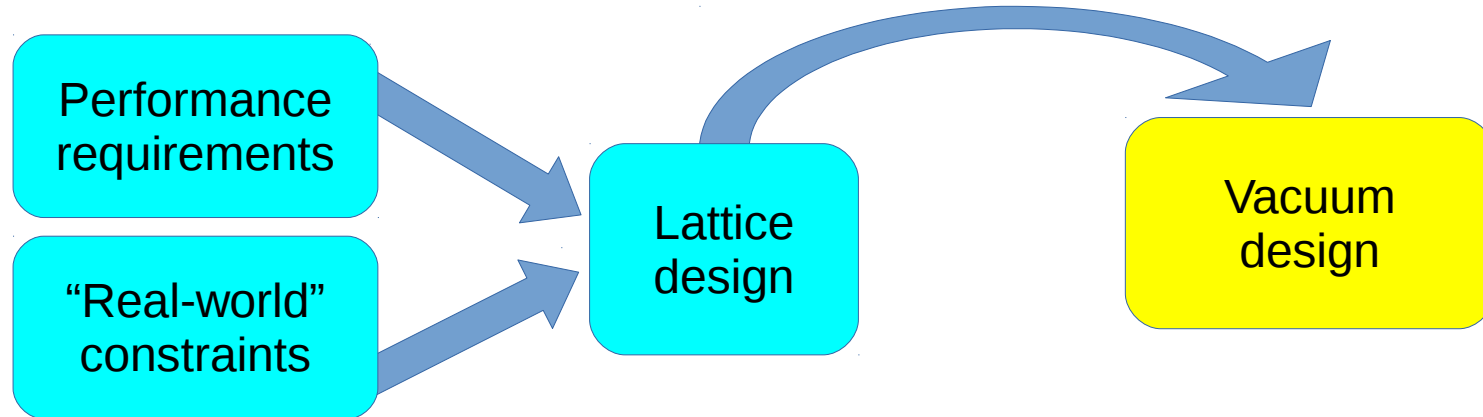 Performance
requirements
“Real-world”
constraints
Lattice
design
Vacuum
design